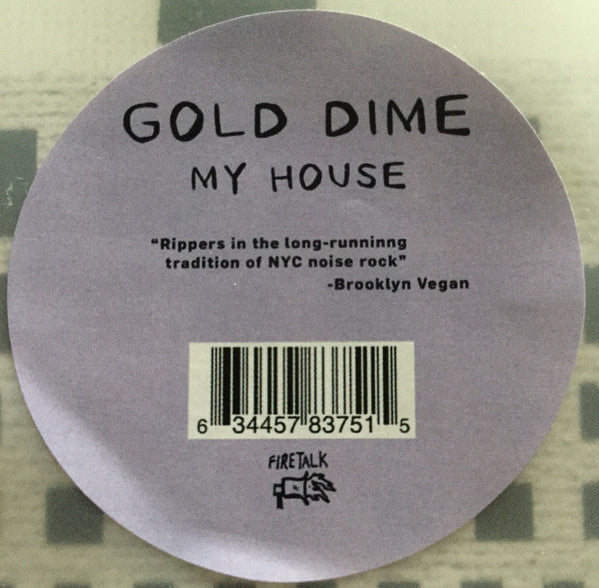 GOLD DIME
MY HOUSE
"Rippers in the long-runninng
tradition of NYC noise rock"
-Brooklyn Vegan
6 34457 83751 5
FIRETALK